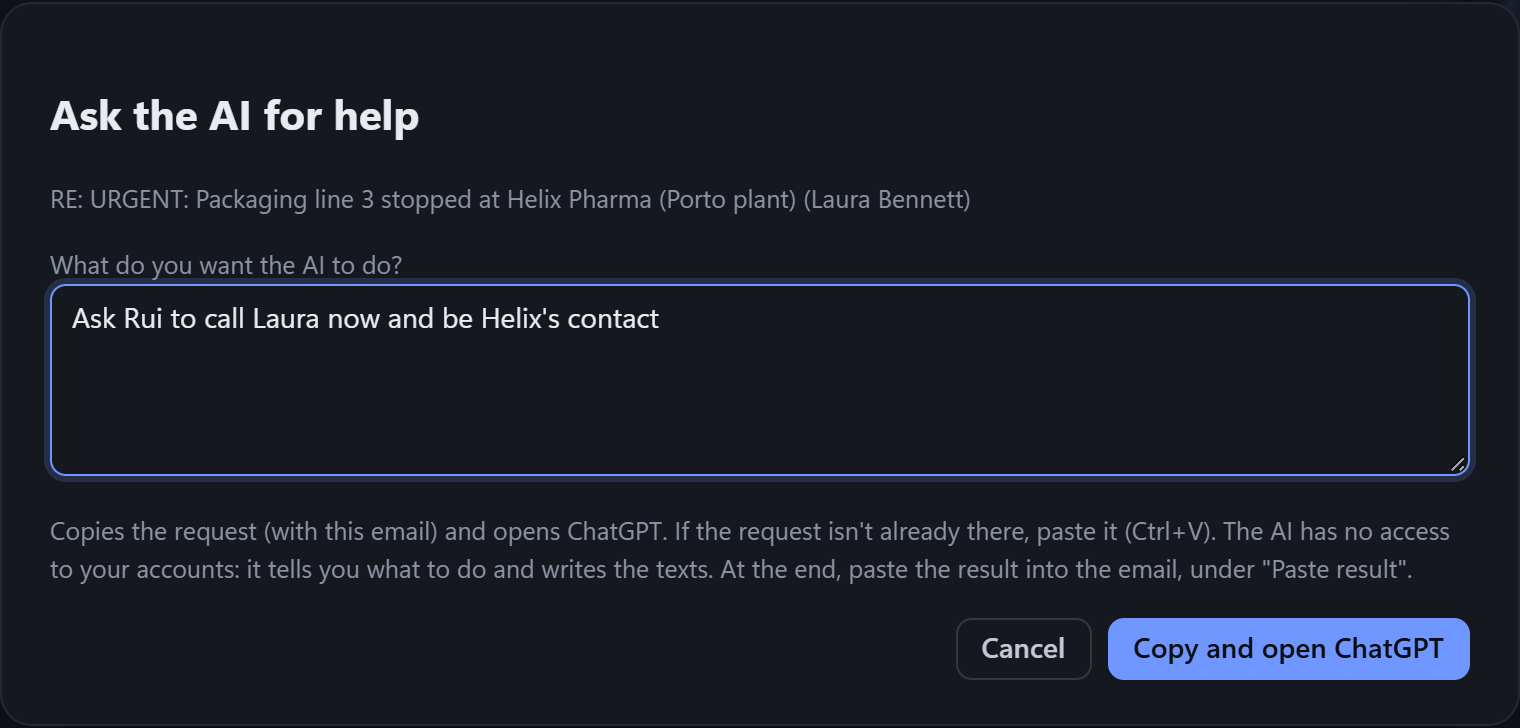 Ask the AI for help
RE: URGENT: Packaging line 3 stopped at Helix Pharma (Porto plant) (Laura Bennett)
What do you want the AI to do?
Ask Rui to call Laura now and be Helix's contact
Copies the request (with this email) and opens ChatGPT. If the request isn't already there, paste it (Ctrl+V). The AI has no access
to your accounts: it tells you what to do and writes the texts. At the end, paste the result into the email, under "Paste result".
Cancel
Copy and open ChatGPT